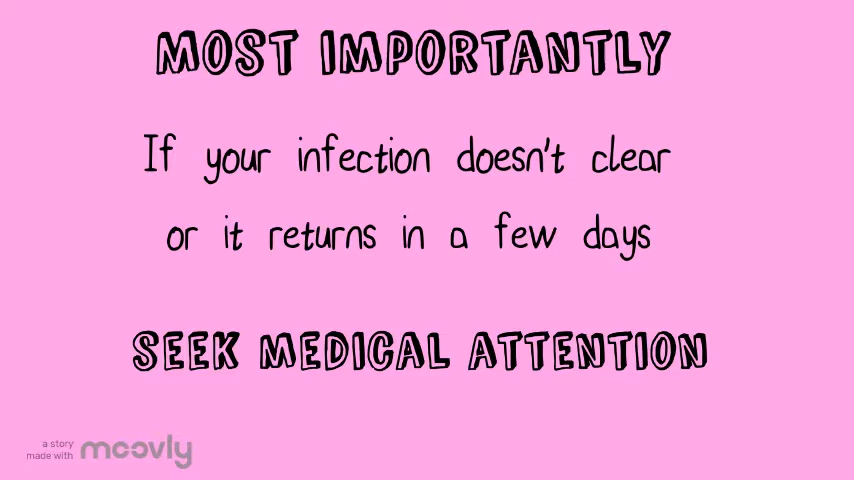 MOST IMPORTANTLY
If your infection doesn't clear
or it returns in a few days
SEEK MEDICAL ATTENTION
a story
made with moovly